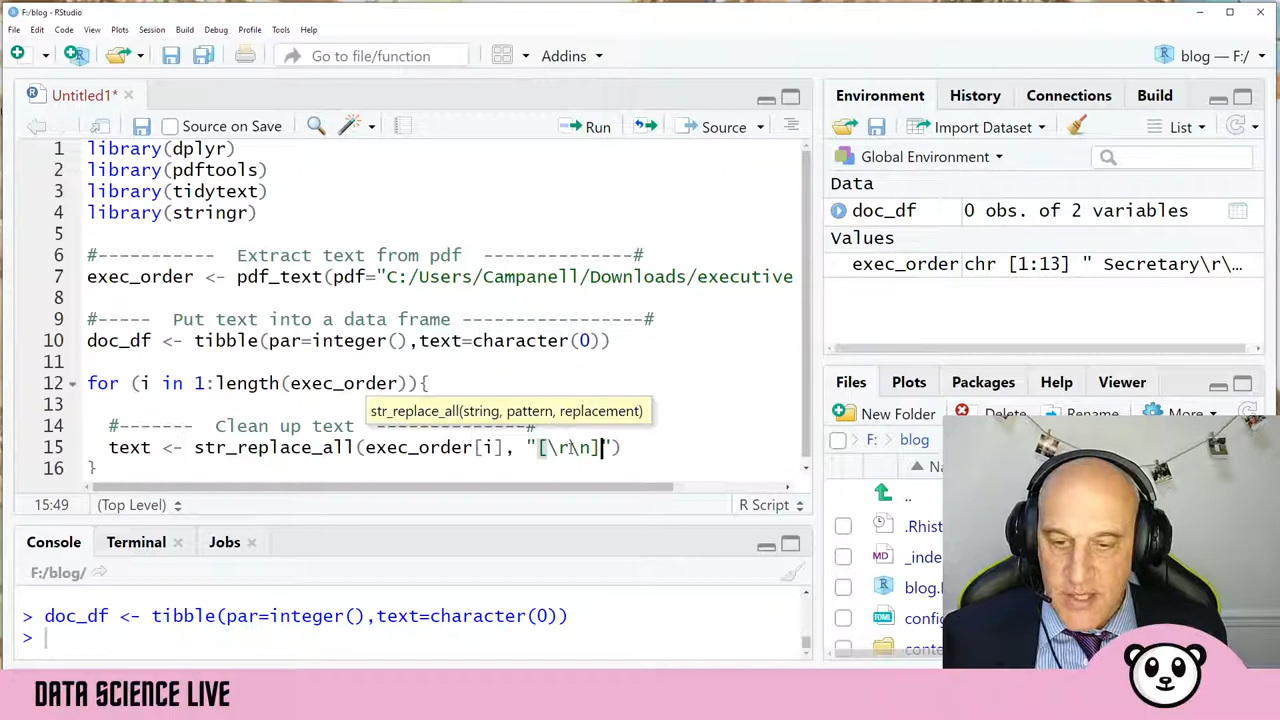 F:/blog - RStudio
File Edit Code View Plots Session Build Debug Profile Tools Help
Go to file/function Addins blog — F:/
Untitled1*
Source on Save Run Source
1 library(dplyr)
2 library(pdftools)
3 library(tidytext)
4 library(stringr)
5
6 #----------- Extract text from pdf --------------#
7 exec_order <- pdf_text(pdf="C:/Users/Campanell/Downloads/executive
8
9 #----- Put text into a data frame -----------------#
10 doc_df <- tibble(par=integer(),text=character(0))
11
12 for (i in 1:length(exec_order)){
13
str_replace_all(string, pattern, replacement)
14 #------- Clean up text --------------#
15 text <- str_replace_all(exec_order[i], "[\r\n]")
16 }
15:49 (Top Level) R Script
Console Terminal Jobs
F:/blog/
> doc_df <- tibble(par=integer(),text=character(0))
>
Environment History Connections Build
Import Dataset List
Global Environment
Data
doc_df 0 obs. of 2 variables
Values
exec_order chr [1:13] " Secretary\r\…
Files Plots Packages Help Viewer
New Folder Delete Rename More
F: blog
..
.Rhist
MD _index
blog.
TOML config
conte
DATA SCIENCE LIVE